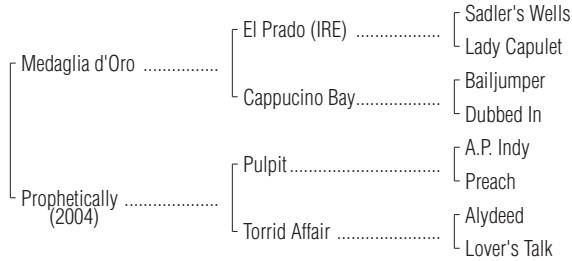 Sadler's Wells
El Prado (IRE) ..................
Lady Capulet
Medaglia d'Oro ................
Bailjumper
Cappucino Bay..................
Dubbed In
A.P. Indy
Pulpit................................
Preach
Prophetically ....................
(2004)
Alydeed
Torrid Affair ......................
Lover's Talk